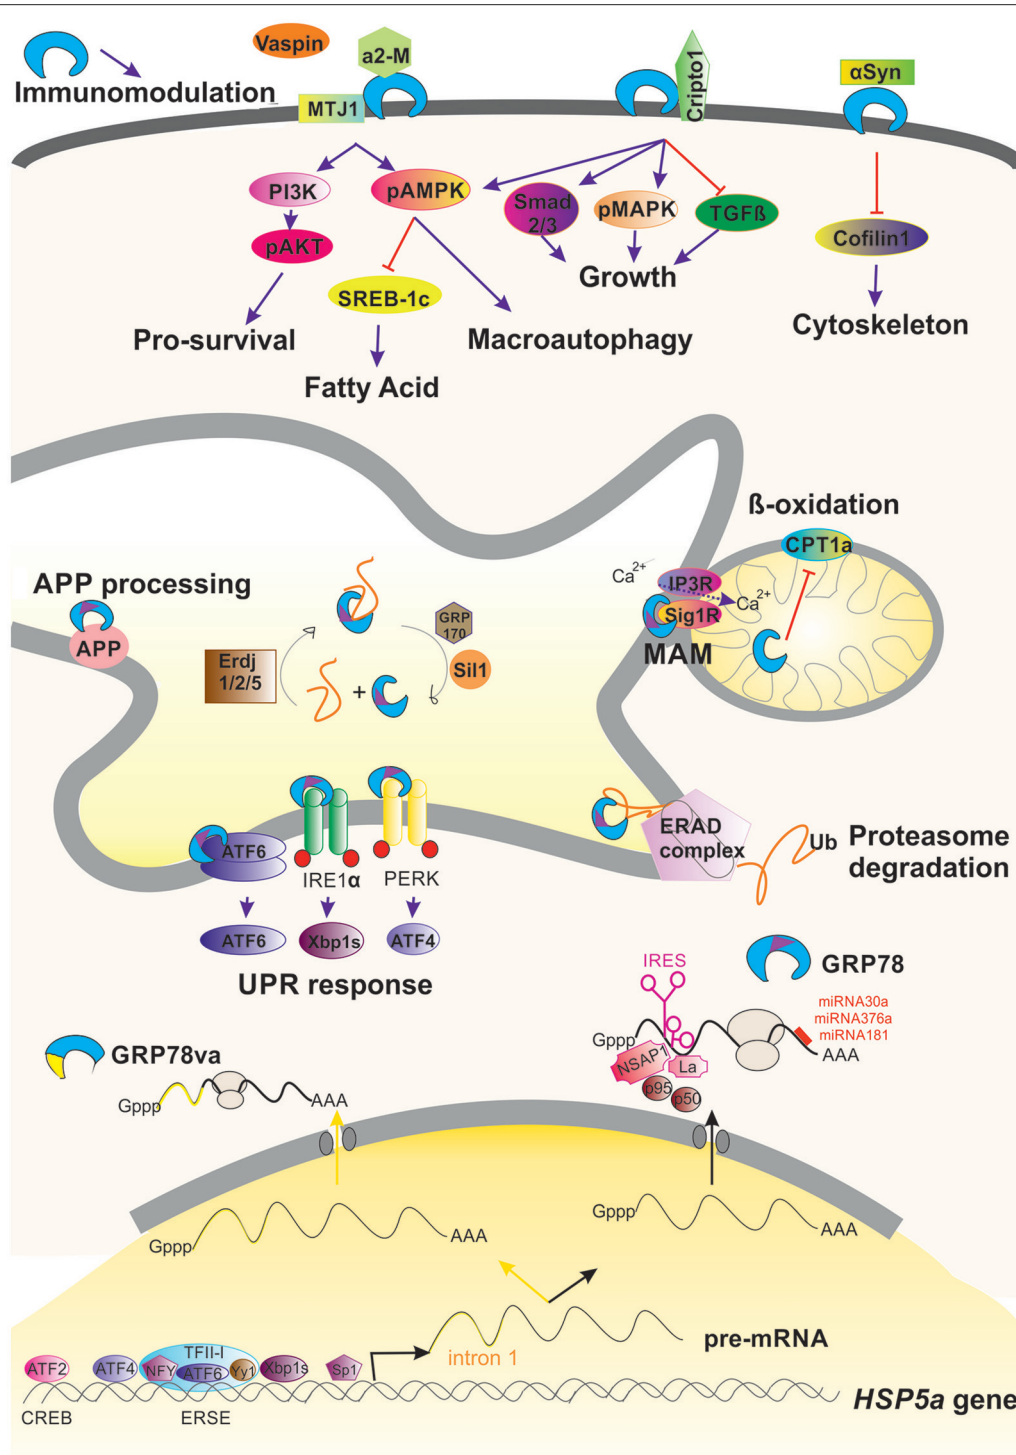 Vaspin
a2-M
Cripto1
αSyn
Immunomodulation
MTJ1
PI3K
pAMPK
Smad
2/3
pMAPK
TGFß
pAKT
Cofilin1
Growth
SREB-1c
Pro-survival
Macroautophagy
Cytoskeleton
Fatty Acid
ß-oxidation
CPT1a
APP processing
Ca2+
IP3R
Ca2+
Sig1R
MAM
APP
GRP
170
Sil1
Erdj
1/2/5
+
ERAD
complex
Ub
Proteasome
degradation
ATF6
IRE1α
PERK
ATF6
Xbp1s
ATF4
UPR response
IRES
GRP78
miRNA30a
miRNA376a
miRNA181
Gppp
NSAP1
La
AAA
p95
p50
GRP78va
Gppp
AAA
Gppp
AAA
Gppp
AAA
pre-mRNA
intron 1
ATF2
ATF4
TFII-I
NFY
ATF6
Yy1
Xbp1s
Sp1
HSP5a gene
CREB
ERSE